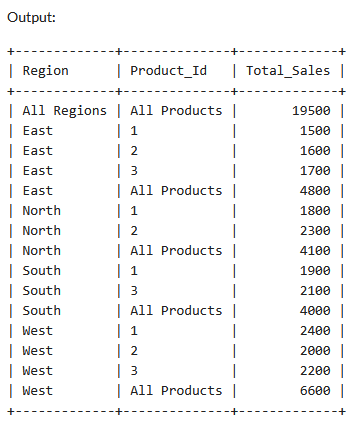 Output:
+-------------+--------------+-------------+
| Region      | Product_Id   | Total_Sales |
+-------------+--------------+-------------+
| All Regions | All Products |       19500 |
| East        | 1            |        1500 |
| East        | 2            |        1600 |
| East        | 3            |        1700 |
| East        | All Products |        4800 |
| North       | 1            |        1800 |
| North       | 2            |        2300 |
| North       | All Products |        4100 |
| South       | 1            |        1900 |
| South       | 3            |        2100 |
| South       | All Products |        4000 |
| West        | 1            |        2400 |
| West        | 2            |        2000 |
| West        | 3            |        2200 |
| West        | All Products |        6600 |
+-------------+--------------+-------------+